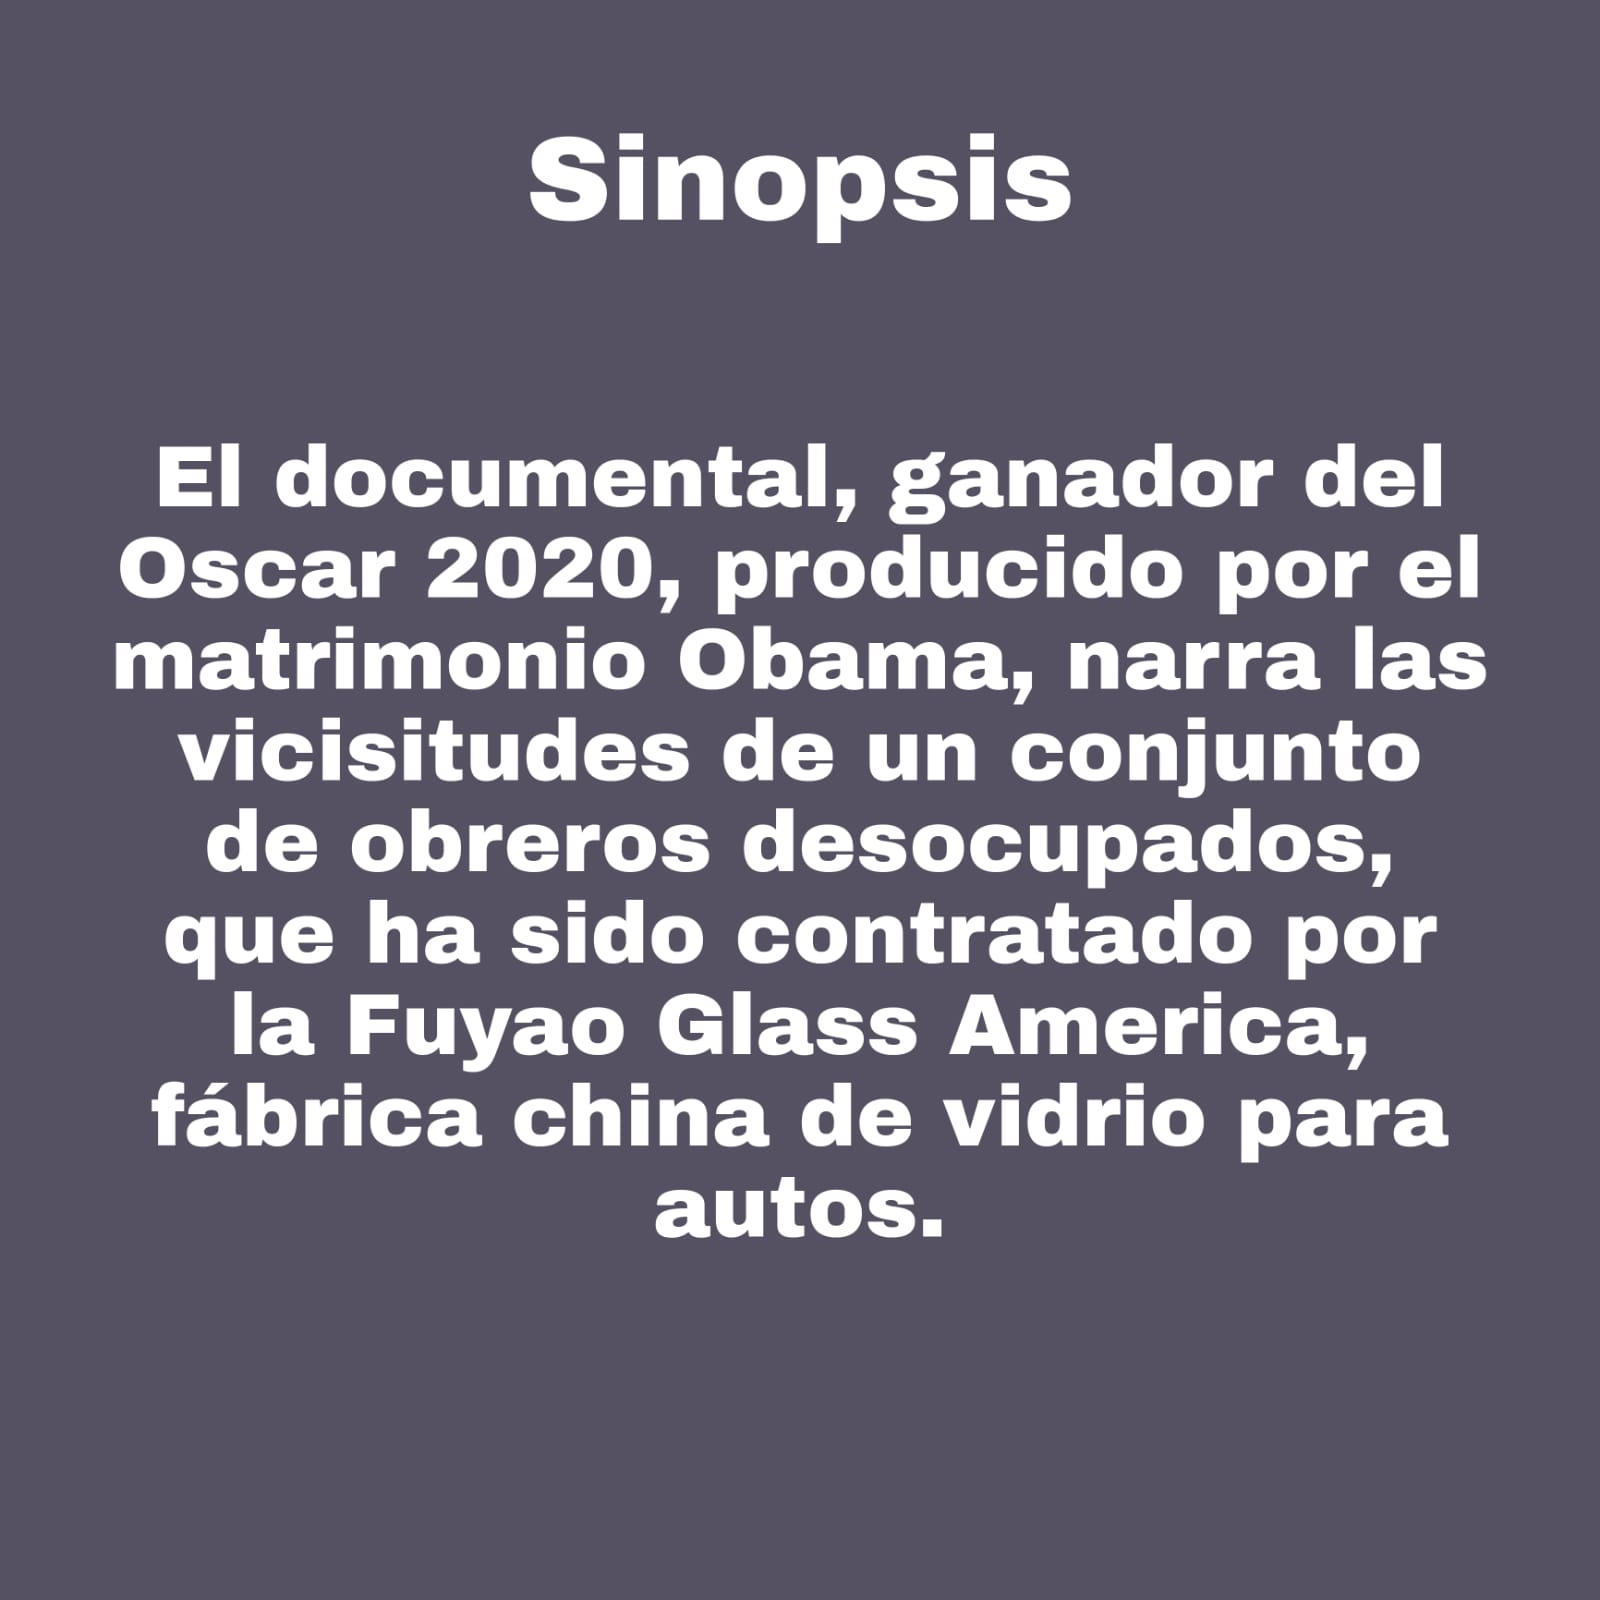 Sinopsis
El documental, ganador del
Oscar 2020, producido por el
matrimonio Obama, narra las
vicisitudes de un conjunto
de obreros desocupados,
que ha sido contratado por
la Fuyao Glass America,
fábrica china de vidrio para
autos.